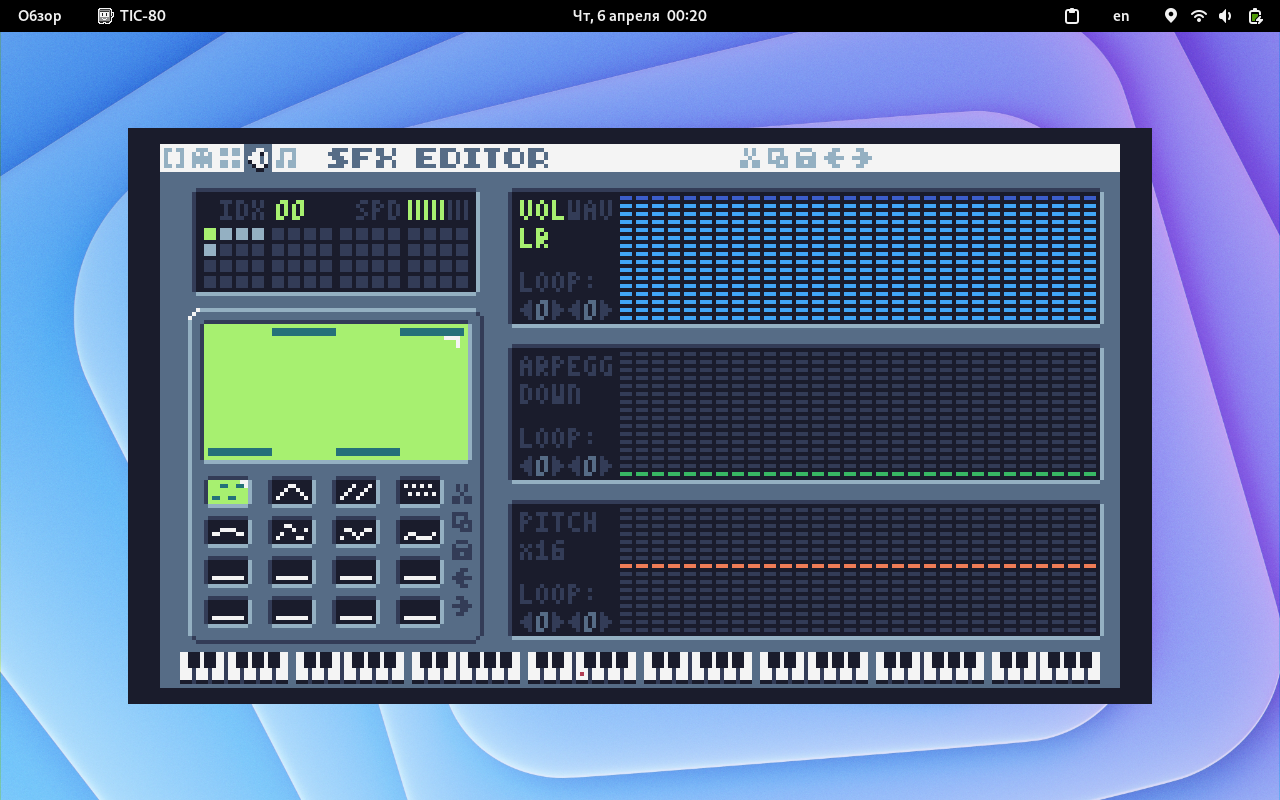 Обзор TIC-80 Чт, 6 апреля 00:20 en
SFX EDITOR
IDX 00 SPD
VOL WAV
LR
LOOP:
0 0
ARPEGG
DOWN
LOOP:
0 0
PITCH
x16
LOOP:
0 0